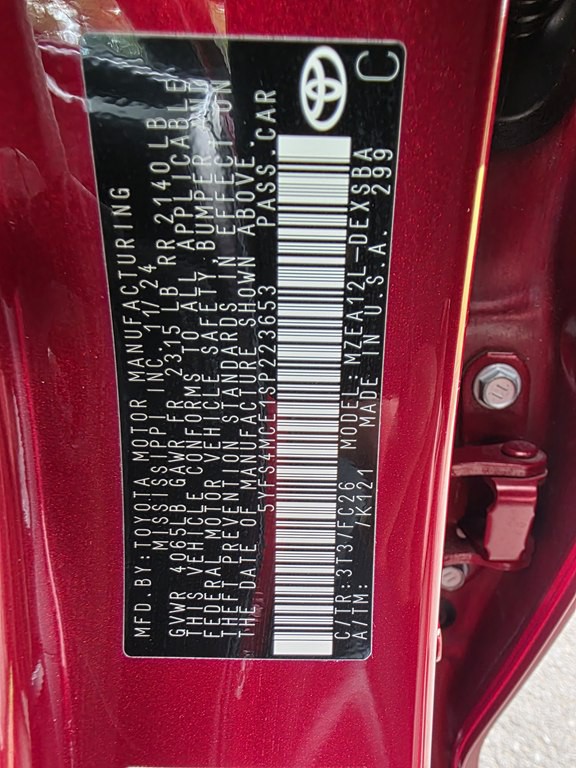 MFD.BY:TOYOTA MOTOR MANUFACTURING
MISSISSIPPI INC. 11/24
GVWR 4065LB GAWR FR 2315 LB RR 2140LB
THIS VEHICLE CONFORMS TO ALL APPLICABLE
FEDERAL MOTOR VEHICLE SAFETY BUMPER, AND
THEFT PREVENTION STANDARDS IN EFFECT ON
THE DATE OF MANUFACTURE SHOWN ABOVE.
5YFS4MCE1SP223653 PASS.CAR
C/TR:3T3/FC26 MODEL:MZEA12L-DEXSBA
A/TM: /K121 MADE IN U.S.A. 299
C